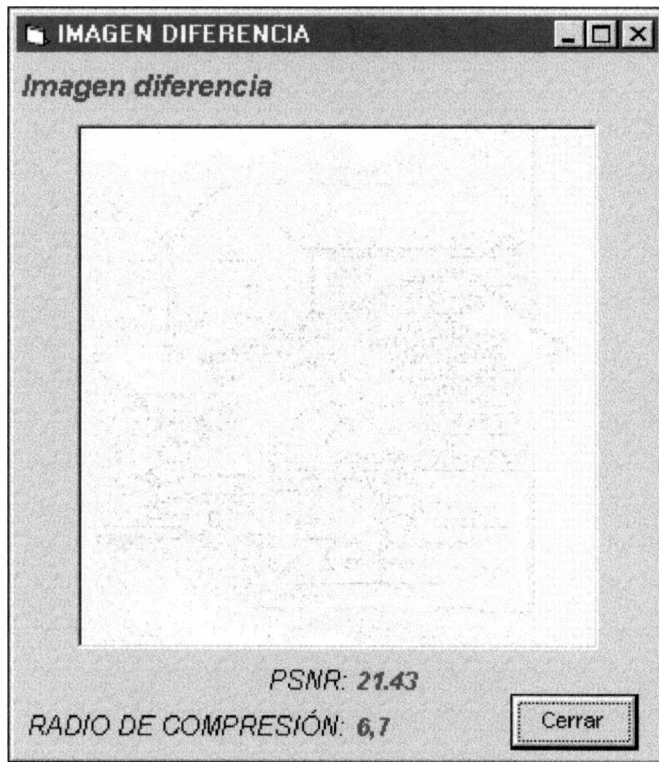 IMAGEN DIFERENCIA
Imagen diferencia
PSNR: 21.43
RADIO DE COMPRESIÓN: 6,7
Cerrar